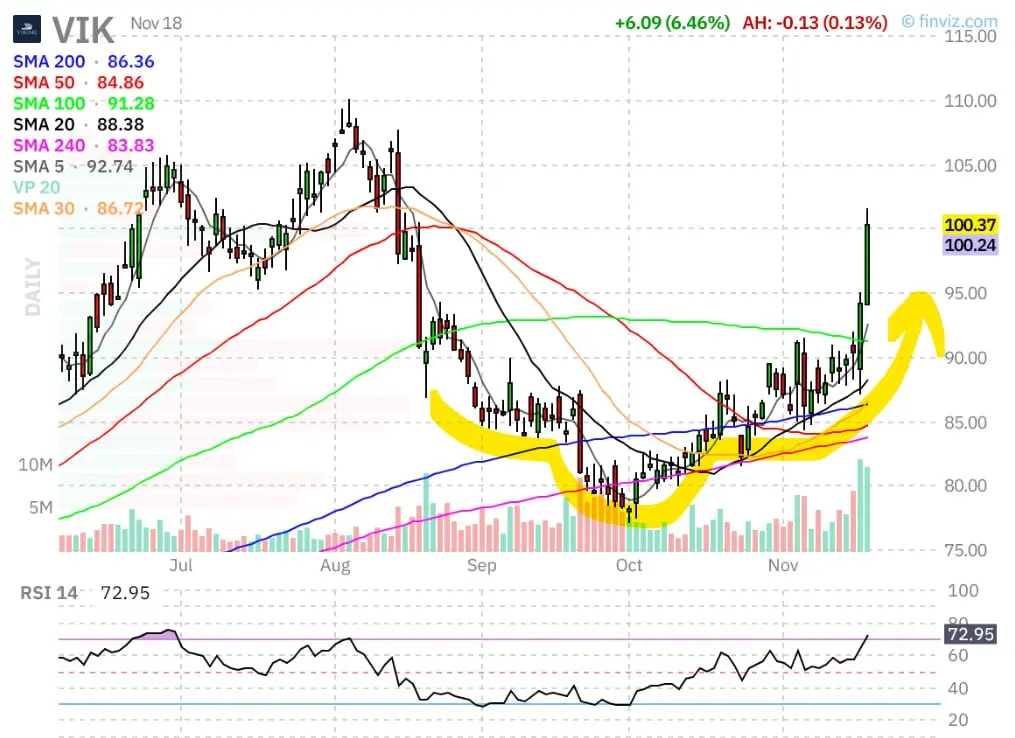 VIK Nov 18 +6.09 (6.46%) AH: -0.13 (0.13%) © finviz.com
SMA 200 · 86.36
SMA 50 · 84.86
SMA 100 · 91.28
SMA 20 · 88.38
SMA 240 · 83.83
SMA 5 · 92.74
VP 20
SMA 30 · 86.72
DAILY
115.00
110.00
105.00
100.37
100.24
95.00
90.00
85.00
80.00
75.00
10M
5M
Jul Aug Sep Oct Nov
RSI 14 72.95
100
80
72.95
60
40
20